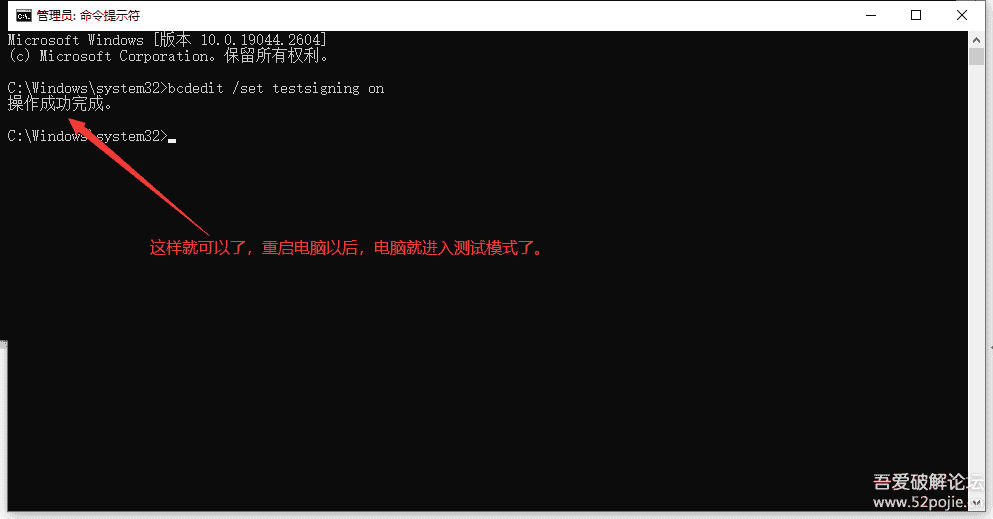 管理员: 命令提示符
Microsoft Windows [版本 10.0.19044.2604]
(c) Microsoft Corporation。保留所有权利。
C:\Windows\system32>bcdedit /set testsigning on
操作成功完成。
C:\Windows\system32>
这样就可以了，重启电脑以后，电脑就进入测试模式了。
吾爱破解论坛
www.52pojie.cn